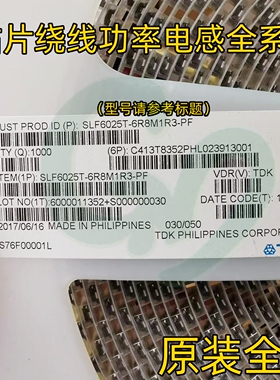 片绕线功率电感全系
(型号请参考标题)
UST PROD ID (P): SLF6025T-6R8M1R3-PF
TY (Q): 1000
(6P): C413T8352PHL023913001
TEM(1P) SLF6025T-6R8M1R3-PF
VDR(V): TDK
LOT NO(1T):6000011352+S000000030
DATE CODE(T): 1
2017/06/16 MADE IN PHILIPPINES
030/050
TDK PHILIPPINES CORPOR
S76F00001L
原装全